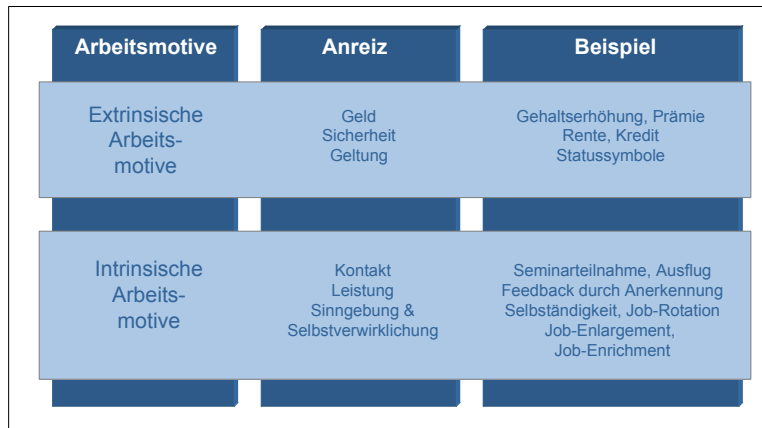 Arbeitsmotive Anreiz Beispiel
Extrinsische
Arbeits-
motive
Geld
Sicherheit
Geltung
Gehaltserhöhung, Prämie
Rente, Kredit
Statussymbole
Intrinsische
Arbeits-
motive
Kontakt
Leistung
Sinngebung &
Selbstverwirklichung
Seminarteilnahme, Ausflug
Feedback durch Anerkennung
Selbständigkeit, Job-Rotation
Job-Enlargement,
Job-Enrichment